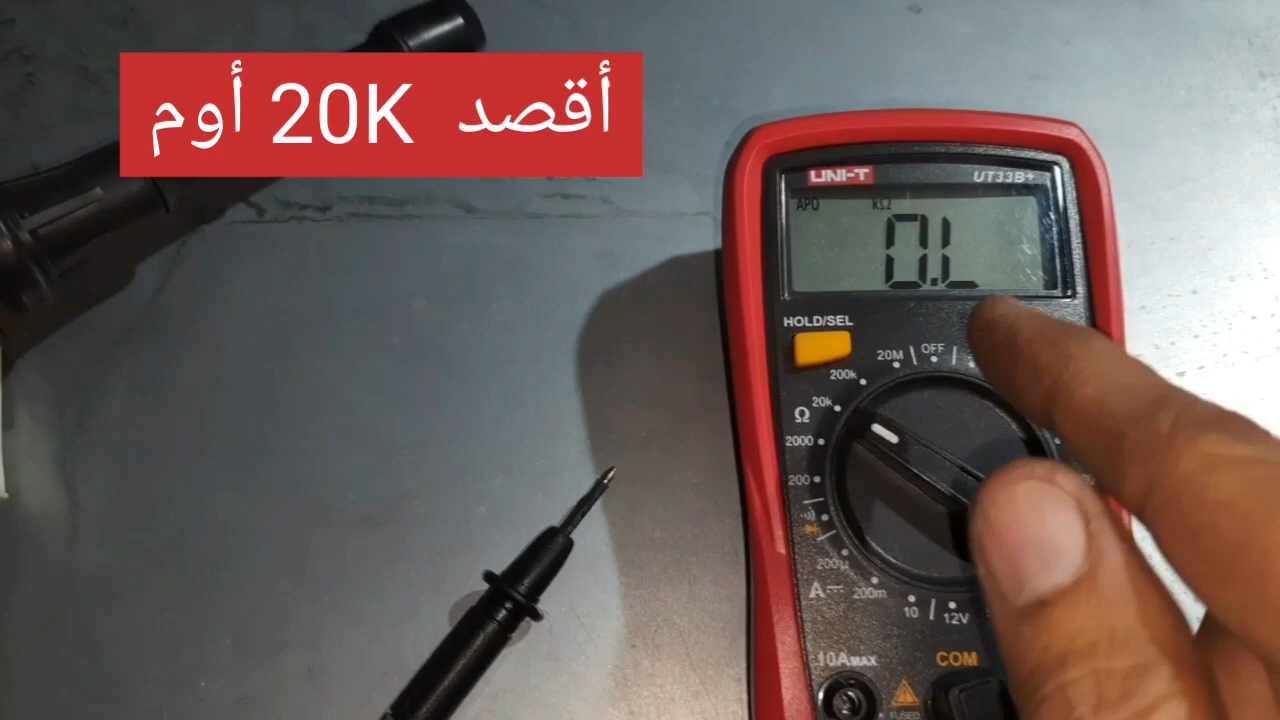 أقصد 20K أوم
UNI-T UT33B+
APO kΩ
0.L
HOLD/SEL
20M OFF
200k
20k
Ω
2000
200
200µ
A 200m
10 12V
10AMAX COM
FUSED